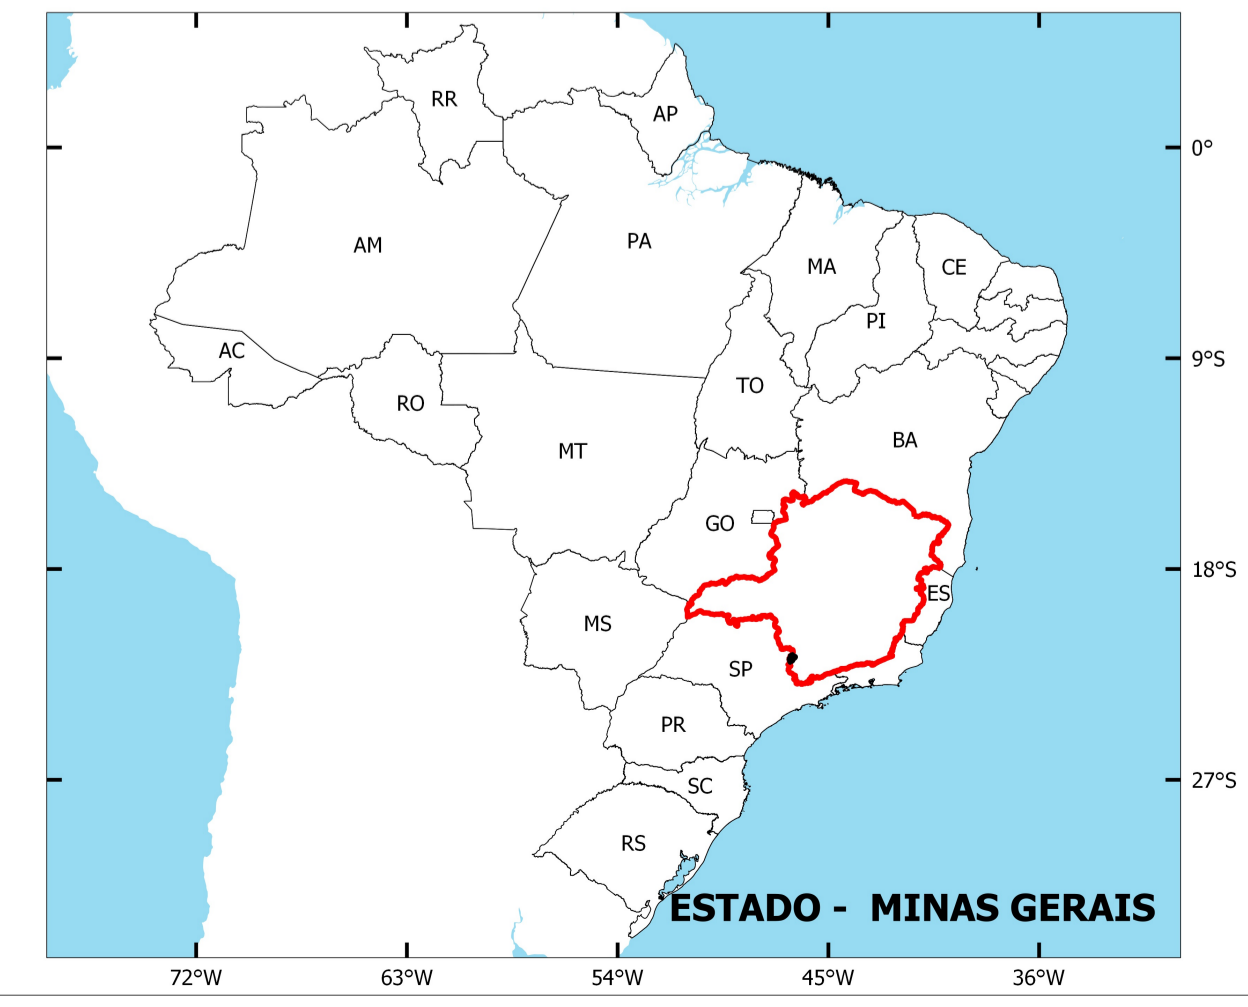 RR
AP
0°
AM
PA
MA
CE
PI
AC
9°S
TO
RO
BA
MT
GO
18°S
ES
MS
SP
PR
27°S
SC
RS
ESTADO -  MINAS GERAIS
72°W
63°W
54°W
45°W
36°W